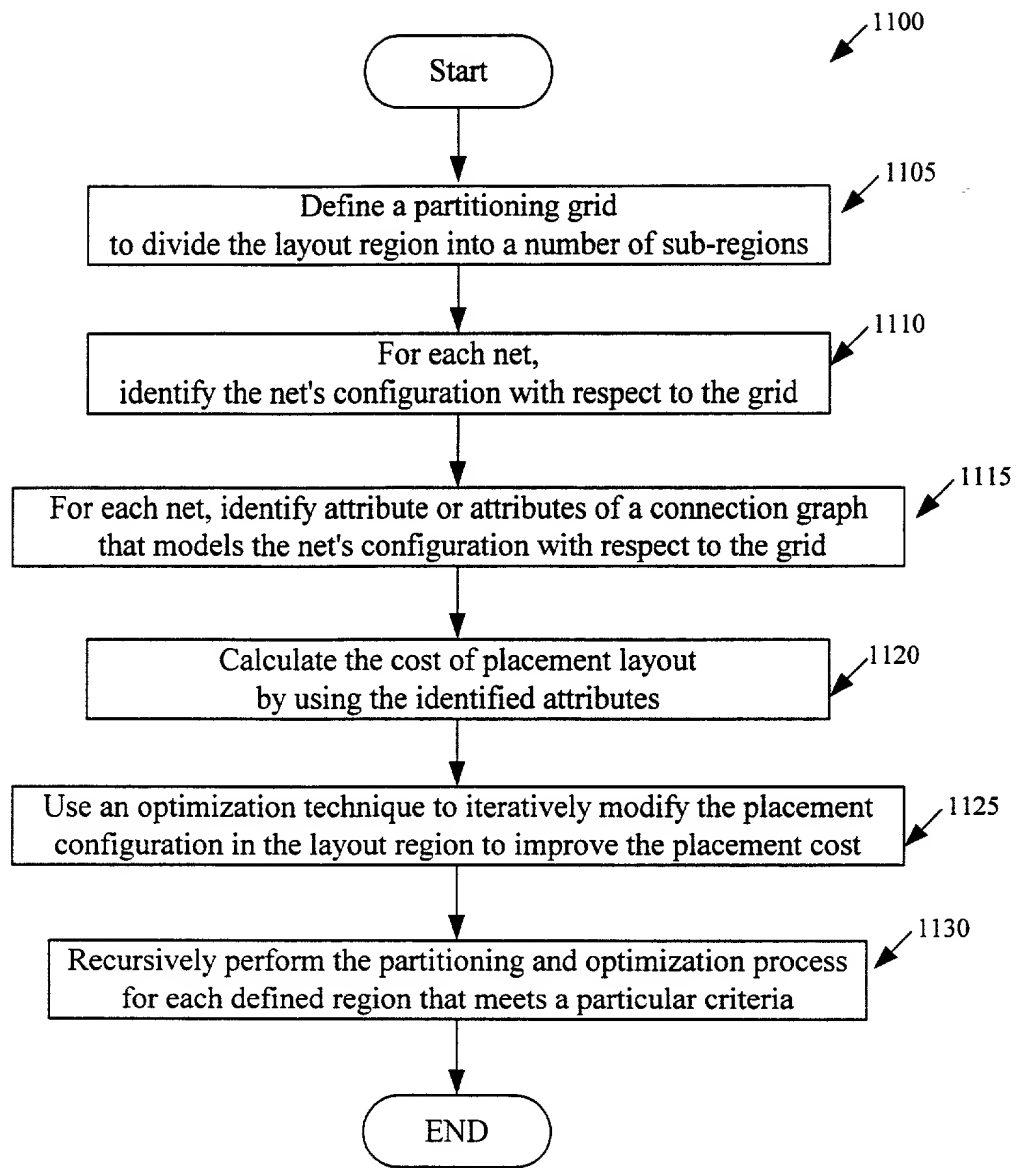 1100
Start
1105
Define a partitioning grid
to divide the layout region into a number of sub-regions
1110
For each net,
identify the net's configuration with respect to the grid
1115
For each net, identify attribute or attributes of a connection graph
that models the net's configuration with respect to the grid
1120
Calculate the cost of placement layout
by using the identified attributes
1125
Use an optimization technique to iteratively modify the placement
configuration in the layout region to improve the placement cost
1130
Recursively perform the partitioning and optimization process
for each defined region that meets a particular criteria
END